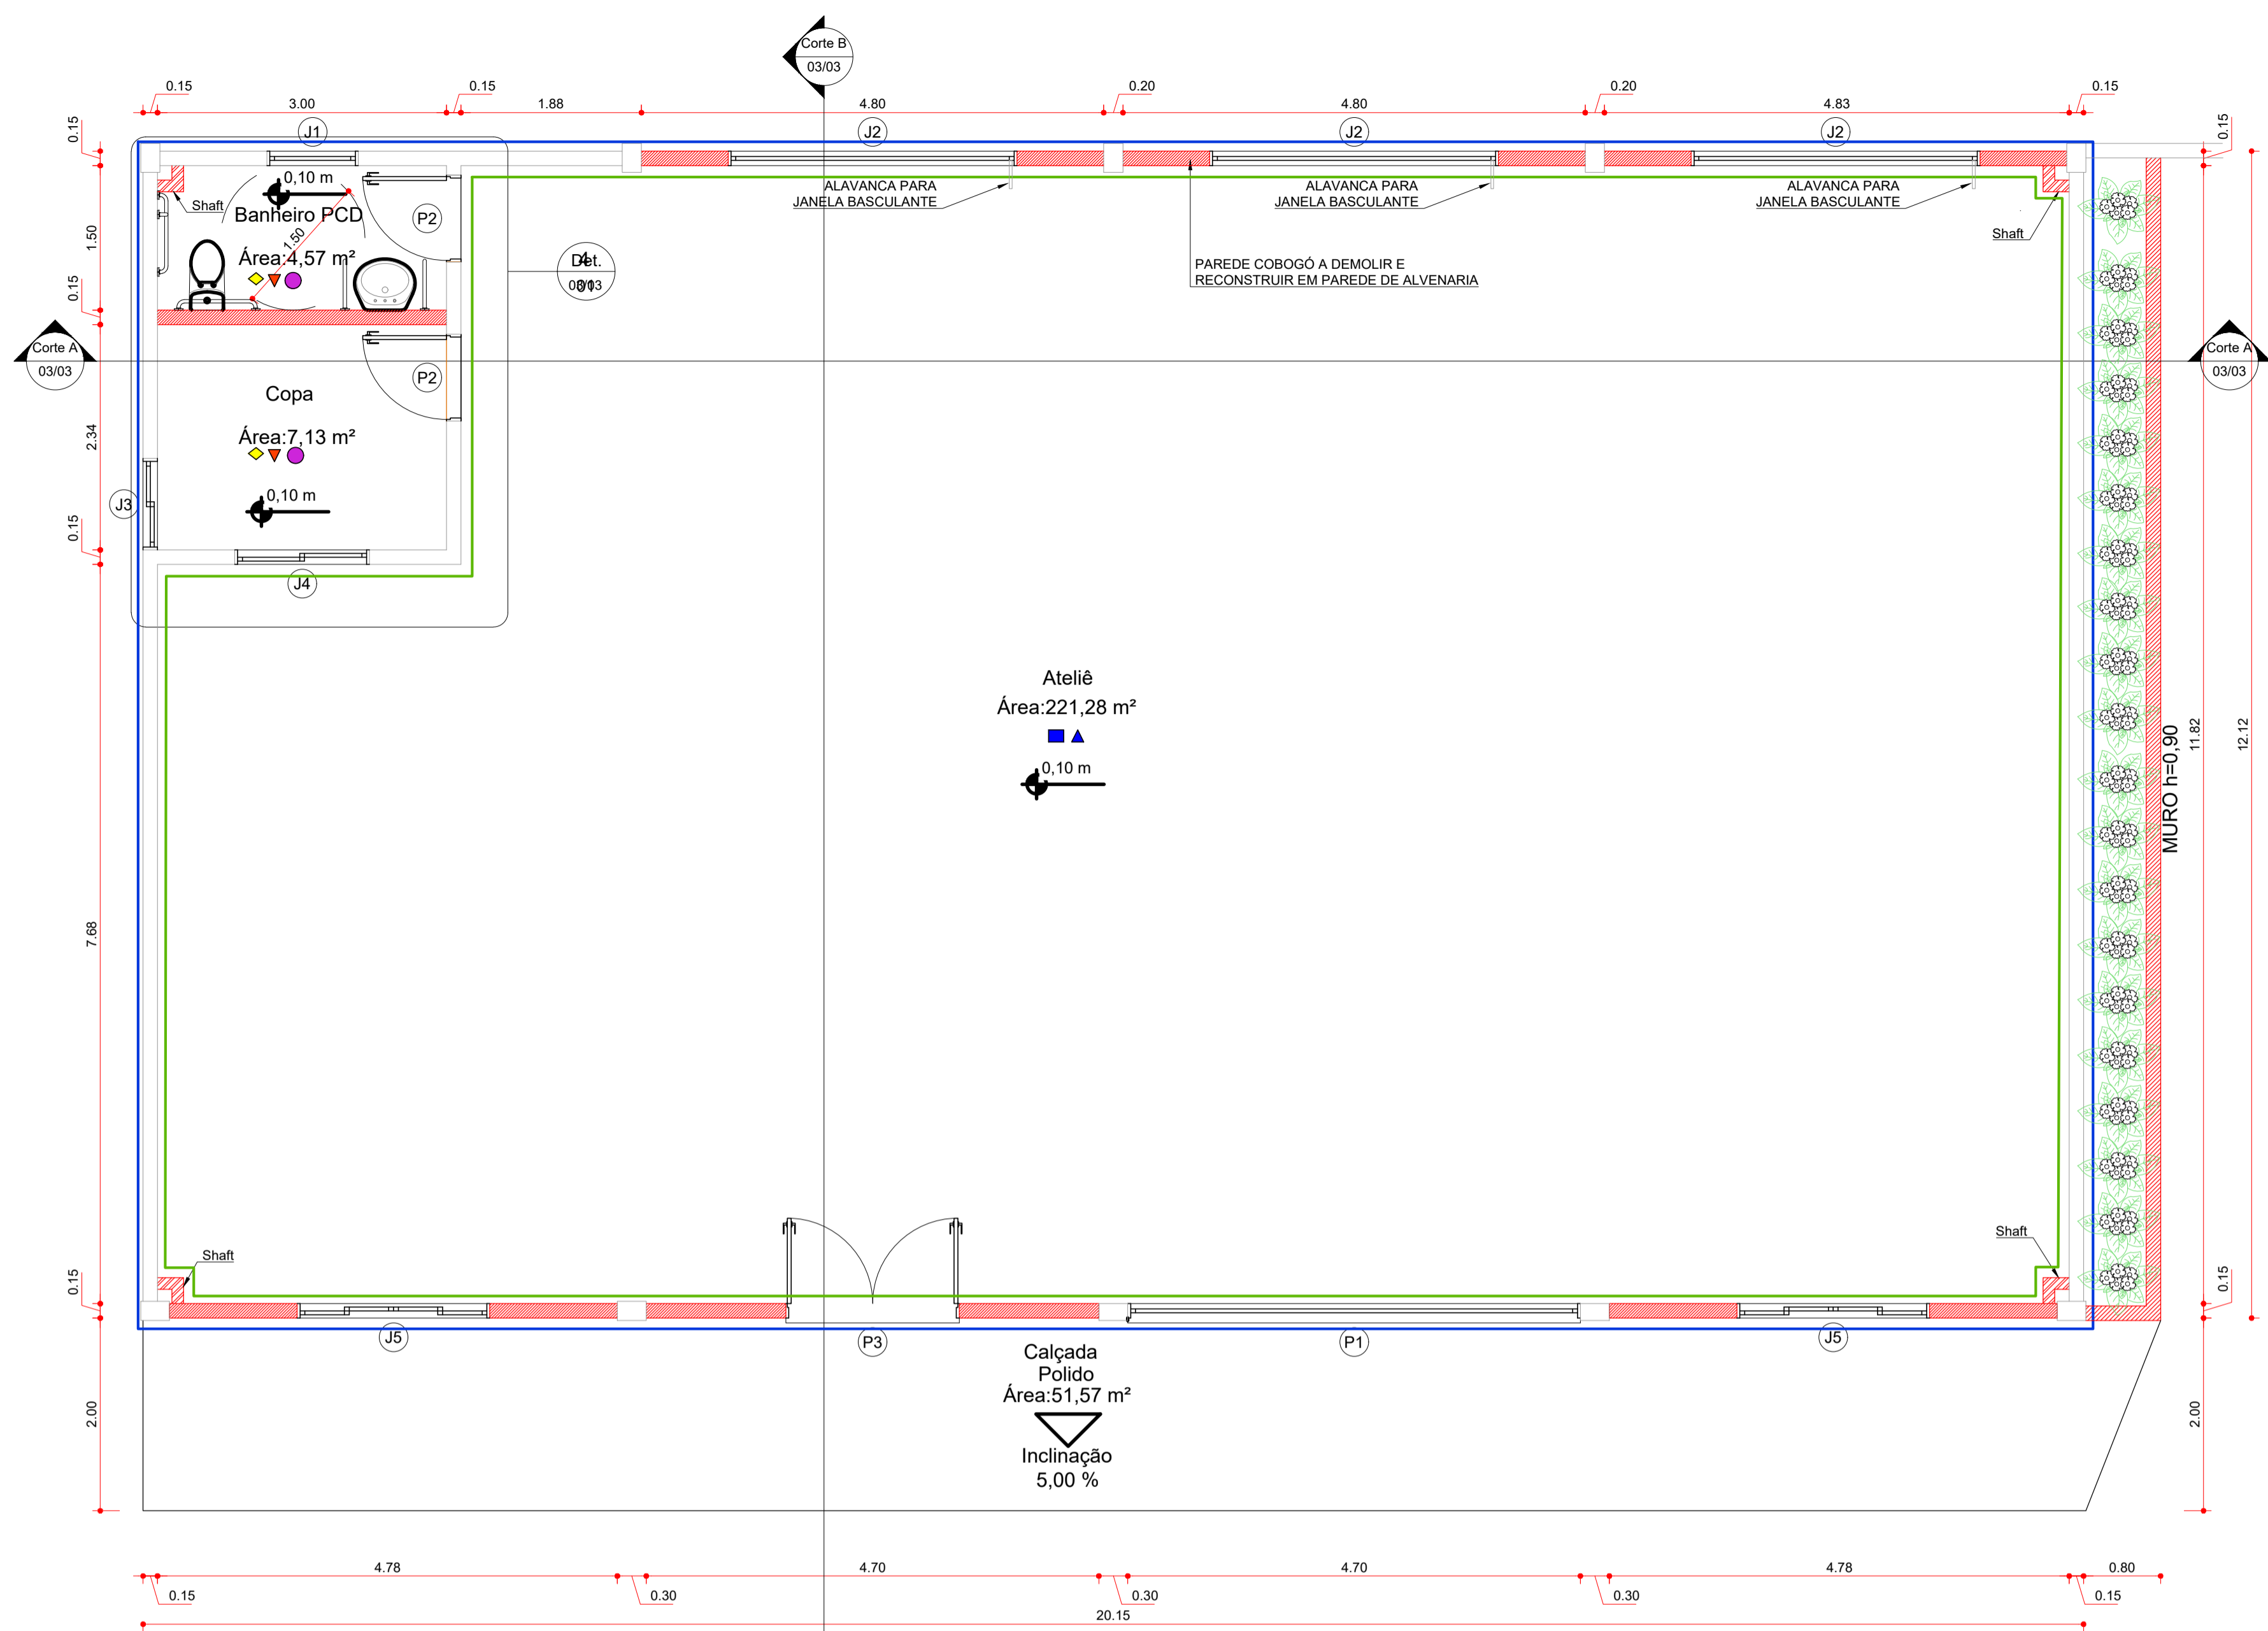 Corte B
03/03
0.15
3.00
0.15
1.88
4.80
0.20
4.80
0.20
4.83
0.15
0.15
J1
J2
J2
J2
0.15
0,10 m
Shaft
Banheiro PCD
Área:4,57 m²
1.50
P2
ALAVANCA PARA
JANELA BASCULANTE
ALAVANCA PARA
JANELA BASCULANTE
ALAVANCA PARA
JANELA BASCULANTE
Shaft
PAREDE COBOGÓ A DEMOLIR E
RECONSTRUIR EM PAREDE DE ALVENARIA
1.50
Det.
4
03/03
0.15
Corte A
03/03
Corte A
03/03
P2
Copa
Área:7,13 m²
2.34
0,10 m
J3
0.15
J4
Ateliê
Área:221,28 m²
0,10 m
MURO h=0,90
11.82
12.12
7.68
Shaft
Shaft
0.15
0.15
J5
P3
P1
J5
Calçada
Polido
Área:51,57 m²
Inclinação
5,00 %
2.00
2.00
4.78
4.70
4.70
4.78
0.80
0.15
0.30
0.30
0.30
0.15
20.15